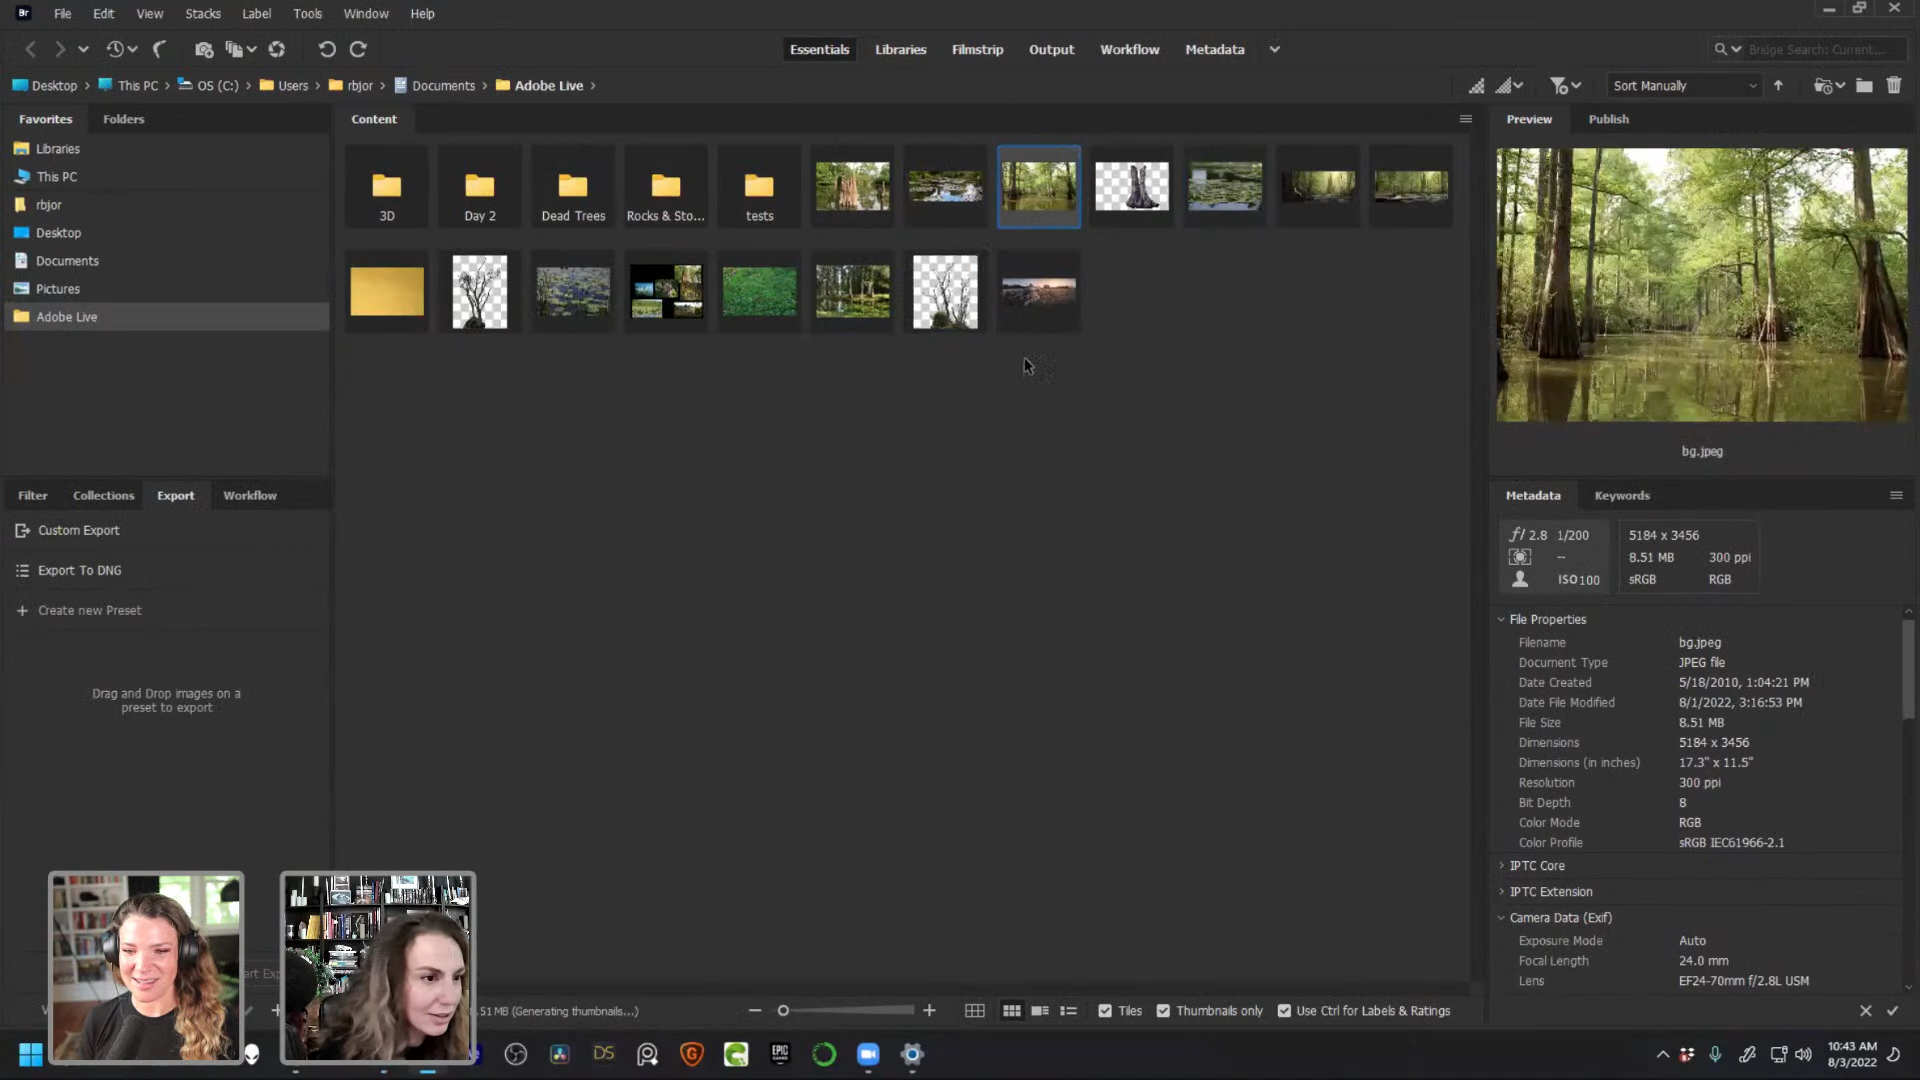 Br File Edit View Stacks Label Tools Window Help
Essentials Libraries Filmstrip Output Workflow Metadata Bridge Search: Current...
Desktop This PC OS (C:) Users rbjor Documents Adobe Live Sort Manually
Favorites Folders
Libraries
This PC
rbjor
Desktop
Documents
Pictures
Adobe Live
Filter Collections Export Workflow
Custom Export
Export To DNG
Create new Preset
Drag and Drop images on a
preset to export
Content
3D Day 2 Dead Trees Rocks & Sto... tests
Preview Publish
bg.jpeg
Metadata Keywords
f/ 2.8 1/200 5184 x 3456
-- 8.51 MB 300 ppi
ISO100 sRGB RGB
File Properties
Filename bg.jpeg
Document Type JPEG file
Date Created 5/18/2010, 1:04:21 PM
Date File Modified 8/1/2022, 3:16:53 PM
File Size 8.51 MB
Dimensions 5184 x 3456
Dimensions (in inches) 17.3" x 11.5"
Resolution 300 ppi
Bit Depth 8
Color Mode RGB
Color Profile sRGB IEC61966-2.1
IPTC Core
IPTC Extension
Camera Data (Exif)
Exposure Mode Auto
Focal Length 24.0 mm
Lens EF24-70mm f/2.8L USM
.51 MB (Generating thumbnails...) Tiles Thumbnails only Use Ctrl for Labels & Ratings
DS EPIC GAMES 10:43 AM
8/3/2022